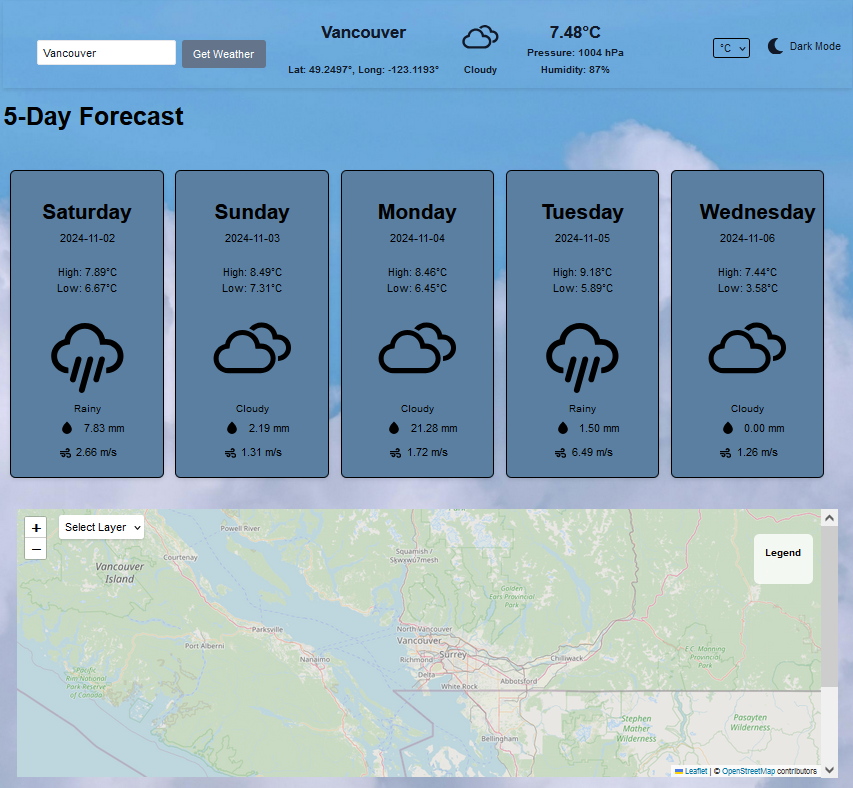 Vancouver
Get Weather
Vancouver
Lat: 49.2497°, Long: -123.1193°
Cloudy
7.48°C
Pressure: 1004 hPa
Humidity: 87%
°C
Dark Mode
5-Day Forecast
Saturday
2024-11-02
High: 7.89°C
Low: 6.67°C
Rainy
7.83 mm
2.66 m/s
Sunday
2024-11-03
High: 8.49°C
Low: 7.31°C
Cloudy
2.19 mm
1.31 m/s
Monday
2024-11-04
High: 8.46°C
Low: 6.45°C
Cloudy
21.28 mm
1.72 m/s
Tuesday
2024-11-05
High: 9.18°C
Low: 5.89°C
Rainy
1.50 mm
6.49 m/s
Wednesday
2024-11-06
High: 7.44°C
Low: 3.58°C
Cloudy
0.00 mm
1.26 m/s
+
−
Select Layer
Legend
Powell River
Courtenay
Vancouver
Island
Squamish /
Sḵwx̱wú7mesh
Golden
Ears Provincial
Park
Parksville
Port Alberni
Nanaimo
North Vancouver
Vancouver
Richmond
Surrey
Delta
White Rock
Abbotsford
Chilliwack
E.C. Manning
Provincial
Park
Pacific
Rim National
Park Reserve
of Canada
Bellingham
Stephen
Mather
Wilderness
Pasayten
Wilderness
Leaflet | © OpenStreetMap contributors